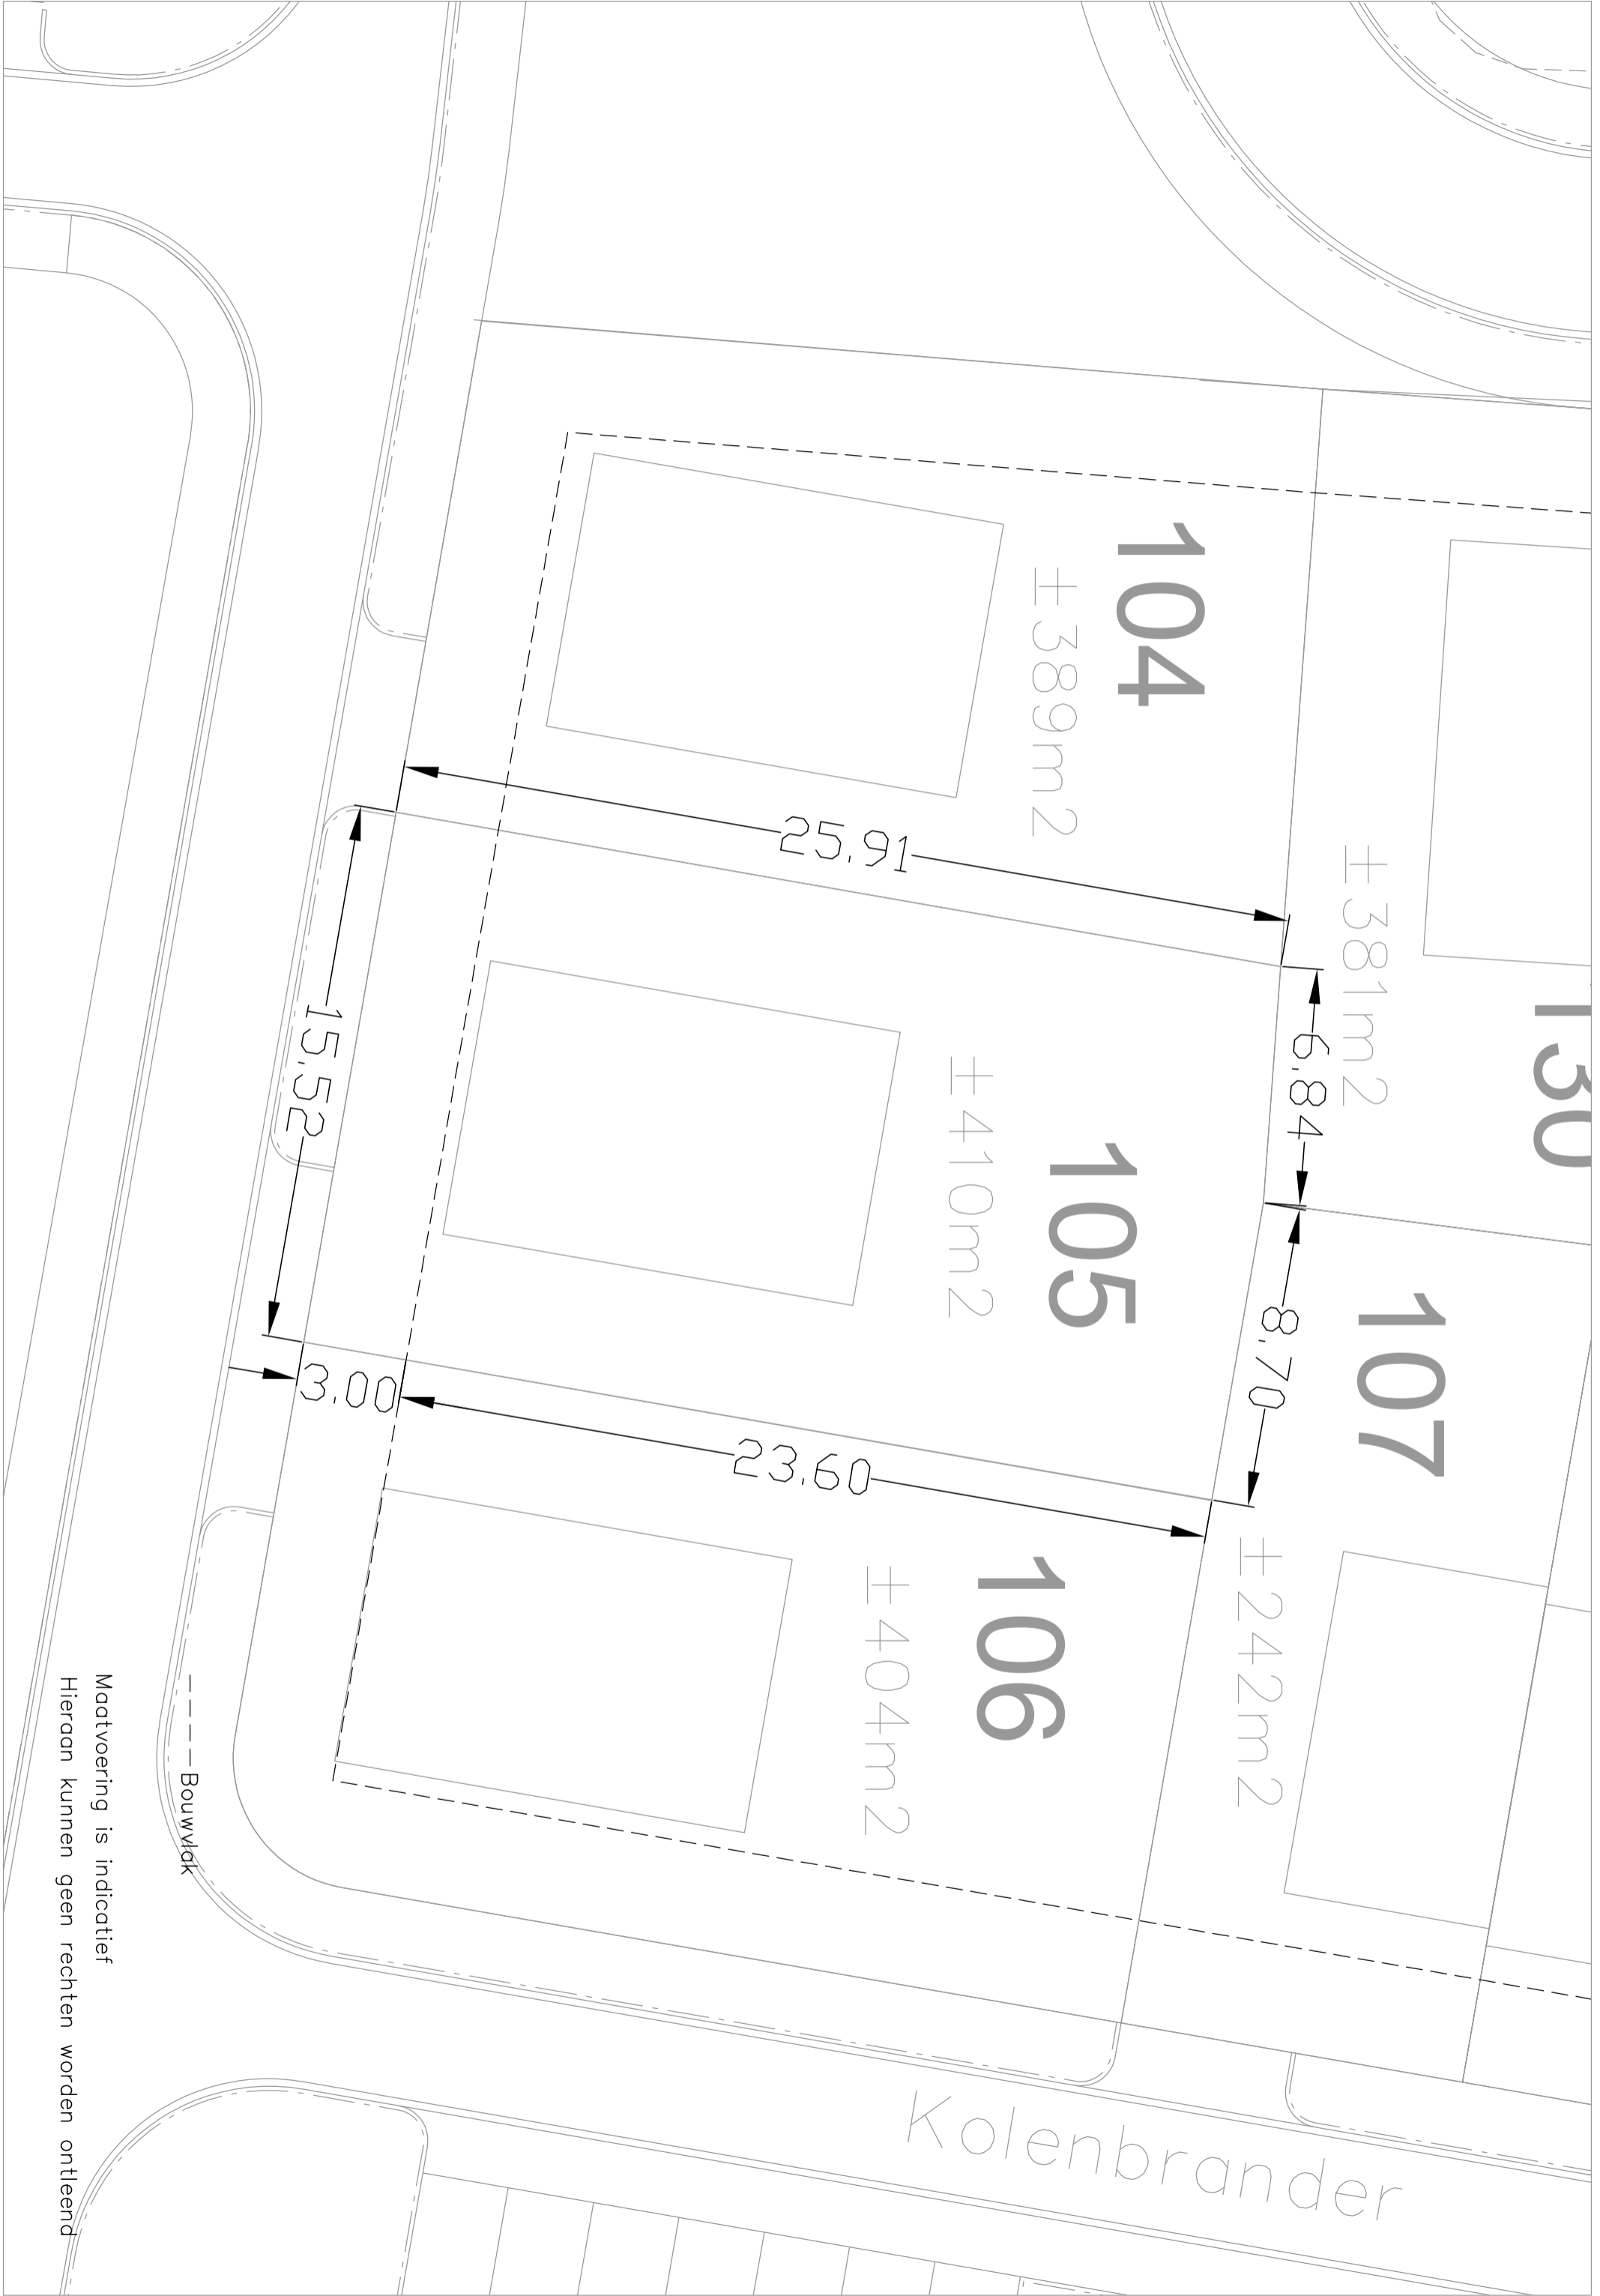 130
±381m2
107
±242m2
104
±389m2
105
±410m2
106
±404m2
25.91
6.84
8.70
15.52
3.00
23.60
Kolenbrander
Bouwvlak
Maatvoering is indicatief
Hieraan kunnen geen rechten worden ontleend